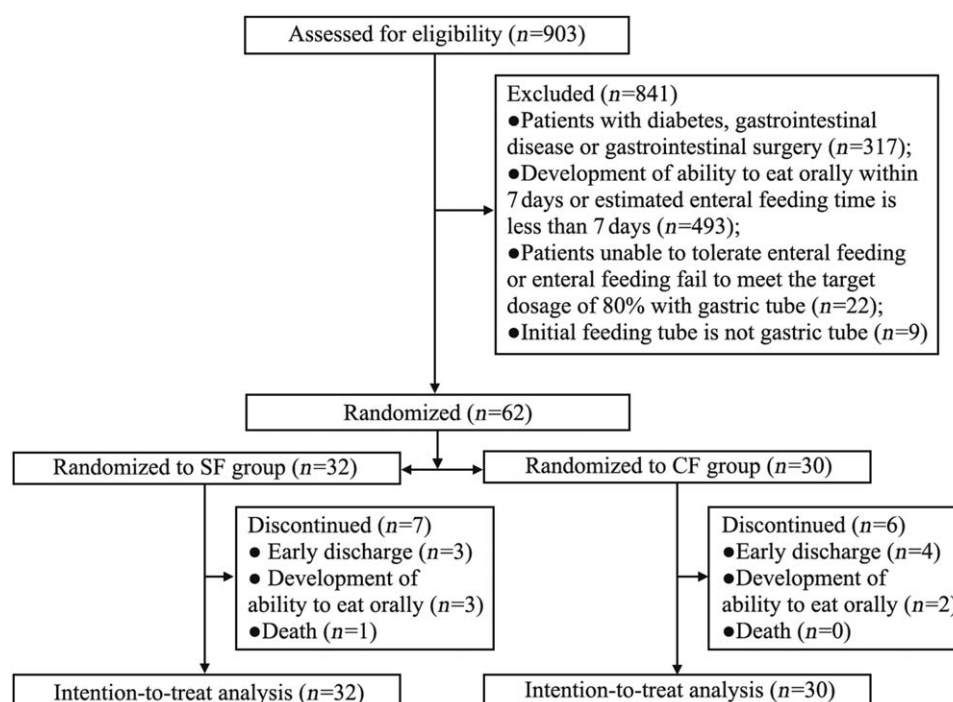 Assessed for eligibility (n=903)
Excluded (n=841)
●Patients with diabetes, gastrointestinal
disease or gastrointestinal surgery (n=317);
●Development of ability to eat orally within
7 days or estimated enteral feeding time is
less than 7 days (n=493);
●Patients unable to tolerate enteral feeding
or enteral feeding fail to meet the target
dosage of 80% with gastric tube (n=22);
●Initial feeding tube is not gastric tube (n=9)
Randomized (n=62)
Randomized to SF group (n=32)
Randomized to CF group (n=30)
Discontinued (n=7)
● Early discharge (n=3)
● Development of
ability to eat orally (n=3)
●Death (n=1)
Discontinued (n=6)
●Early discharge (n=4)
●Development of
ability to eat orally (n=2)
●Death (n=0)
Intention-to-treat analysis (n=32)
Intention-to-treat analysis (n=30)